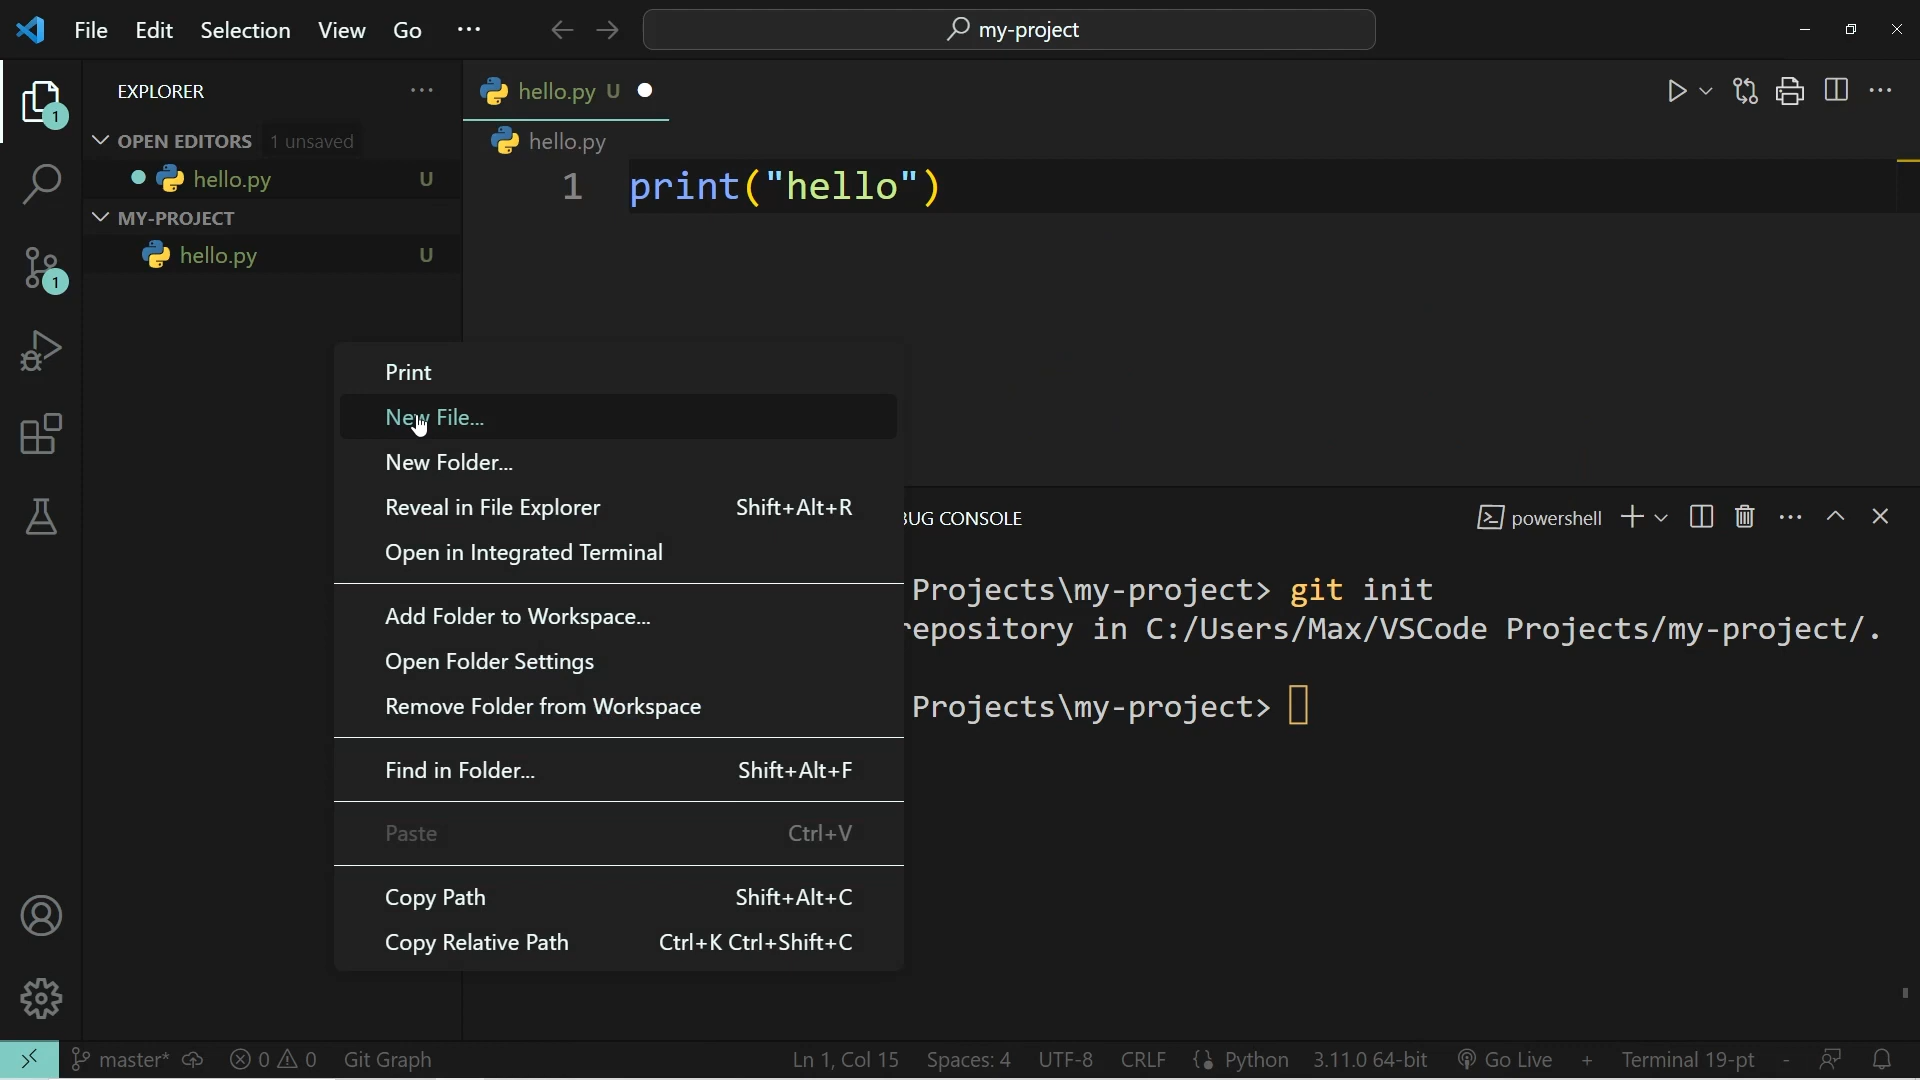 File Edit Selection View Go ··· my-project
EXPLORER ···
OPEN EDITORS 1 unsaved
hello.py U
MY-PROJECT
hello.py U
1
1
hello.py U
hello.py
1 print("hello")
Print
New File...
New Folder...
Reveal in File Explorer Shift+Alt+R
Open in Integrated Terminal
Add Folder to Workspace...
Open Folder Settings
Remove Folder from Workspace
Find in Folder... Shift+Alt+F
Paste Ctrl+V
Copy Path Shift+Alt+C
Copy Relative Path Ctrl+K Ctrl+Shift+C
BUG CONSOLE powershell
Projects\my-project> git init
repository in C:/Users/Max/VSCode Projects/my-project/.
Projects\my-project>
master* 0 0 Git Graph Ln 1, Col 15 Spaces: 4 UTF-8 CRLF Python 3.11.0 64-bit Go Live + Terminal 19-pt -